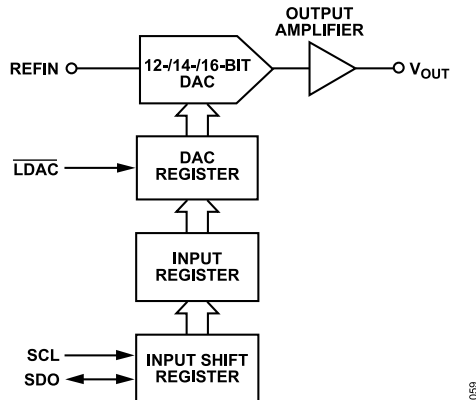 OUTPUT
AMPLIFIER
REFIN
12-/14-/16-BIT
DAC
VOUT
LDAC
DAC
REGISTER
INPUT
REGISTER
SCL
SDO
INPUT SHIFT
REGISTER
059